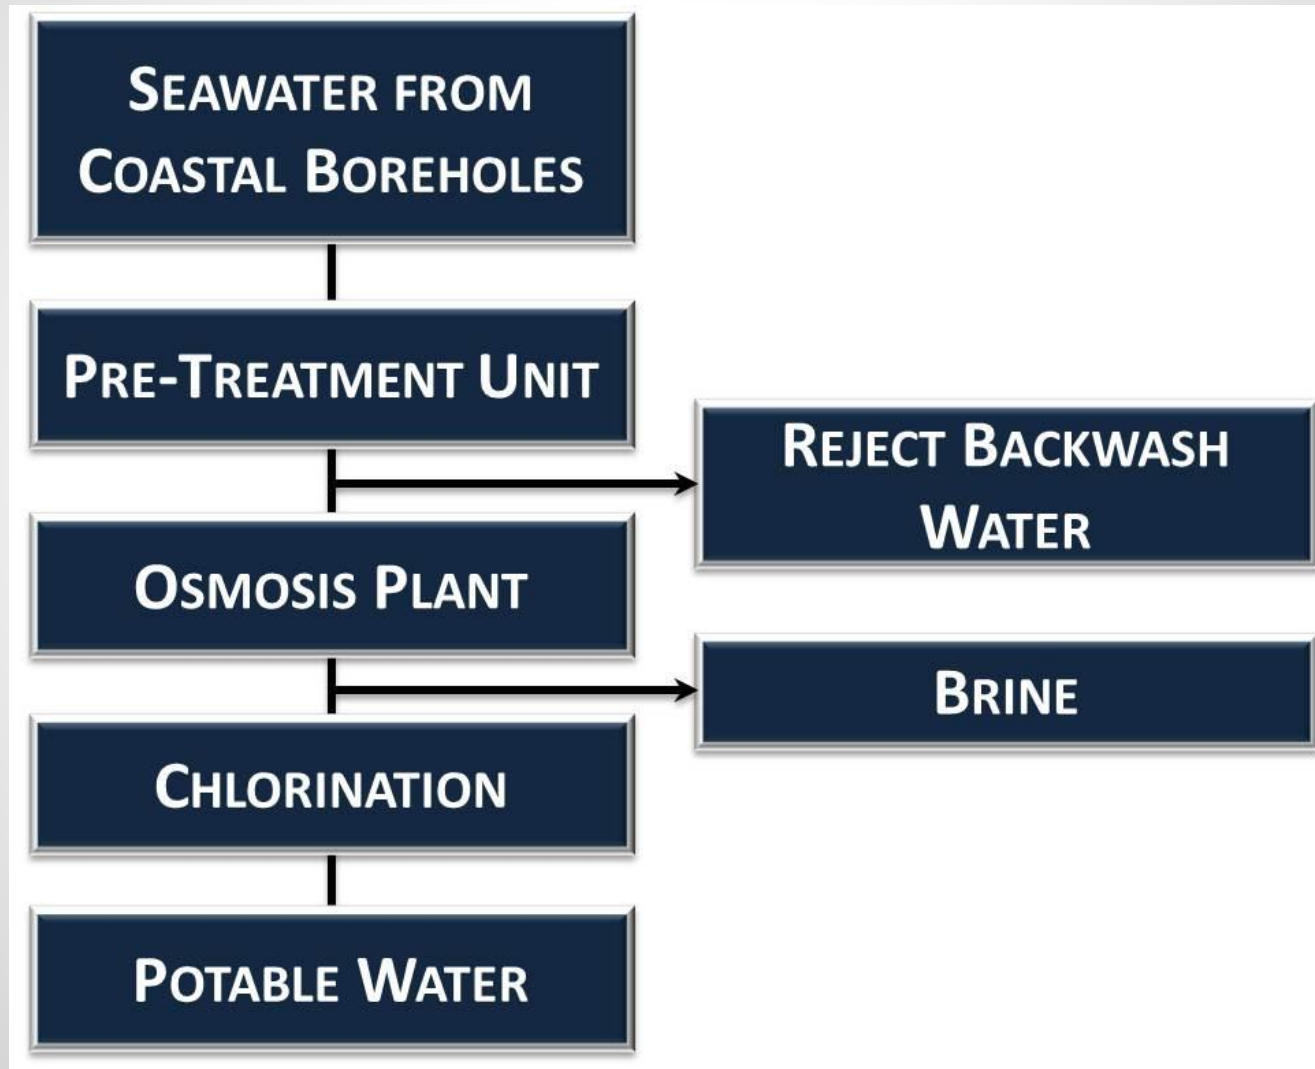 SEAWATER FROM
COASTAL BOREHOLES
PRE-TREATMENT UNIT
REJECT BACKWASH
WATER
OSMOSIS PLANT
BRINE
CHLORINATION
POTABLE WATER